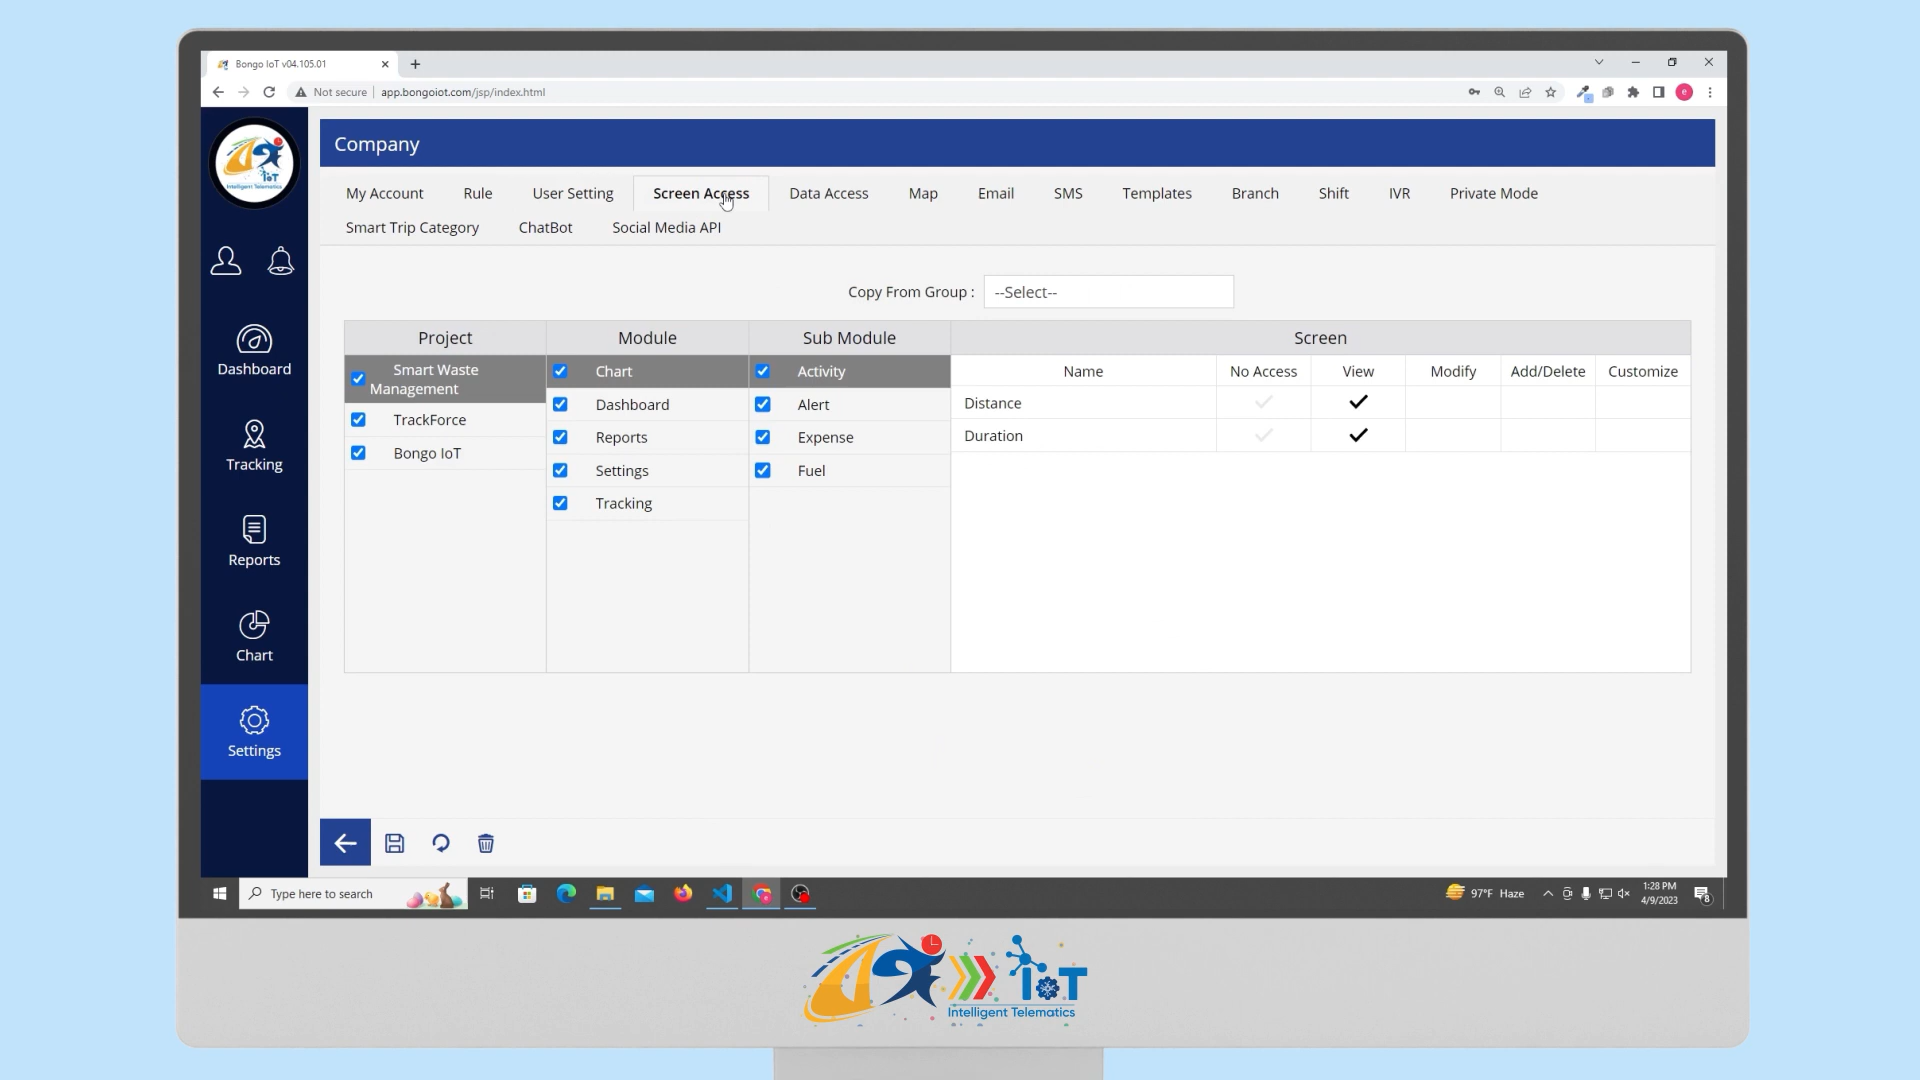 Bongo IoT v04.105.01
Not secure
app.bongoiot.com/jsp/index.html
e
IoT
Intelligent Telematics
Dashboard
Tracking
Reports
Chart
Settings
Company
My Account Rule User Setting Screen Access Data Access Map Email SMS Templates Branch Shift IVR Private Mode
Smart Trip Category ChatBot Social Media API
Copy From Group : --Select--
Project Module Sub Module Screen
Smart Waste Management
TrackForce
Bongo IoT
Chart
Dashboard
Reports
Settings
Tracking
Activity
Alert
Expense
Fuel
Name No Access View Modify Add/Delete Customize
Distance
Duration
Type here to search
97°F Haze
1:28 PM
4/9/2023
8
IoT
Intelligent Telematics